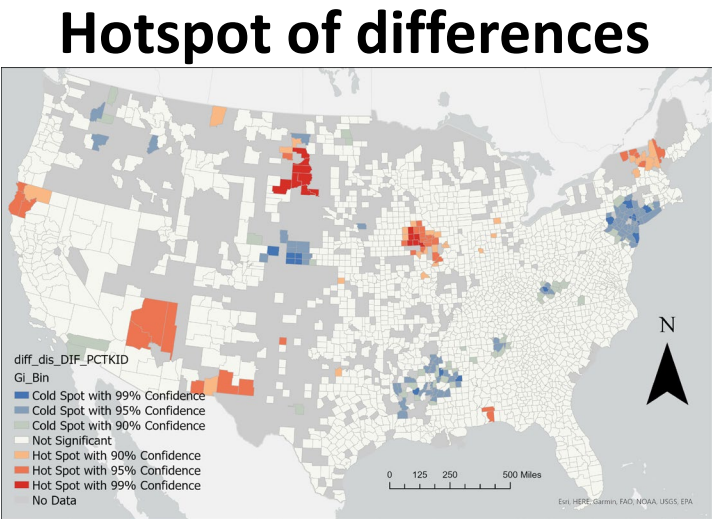 Hotspot of differences
N
diff_dis_DIF_PCTKID
Gi_Bin
Cold Spot with 99% Confidence
Cold Spot with 95% Confidence
Cold Spot with 90% Confidence
Not Significant
Hot Spot with 90% Confidence
Hot Spot with 95% Confidence
Hot Spot with 99% Confidence
No Data
0 125 250 500 Miles
Esri, HERE, Garmin, FAO, NOAA, USGS, EPA